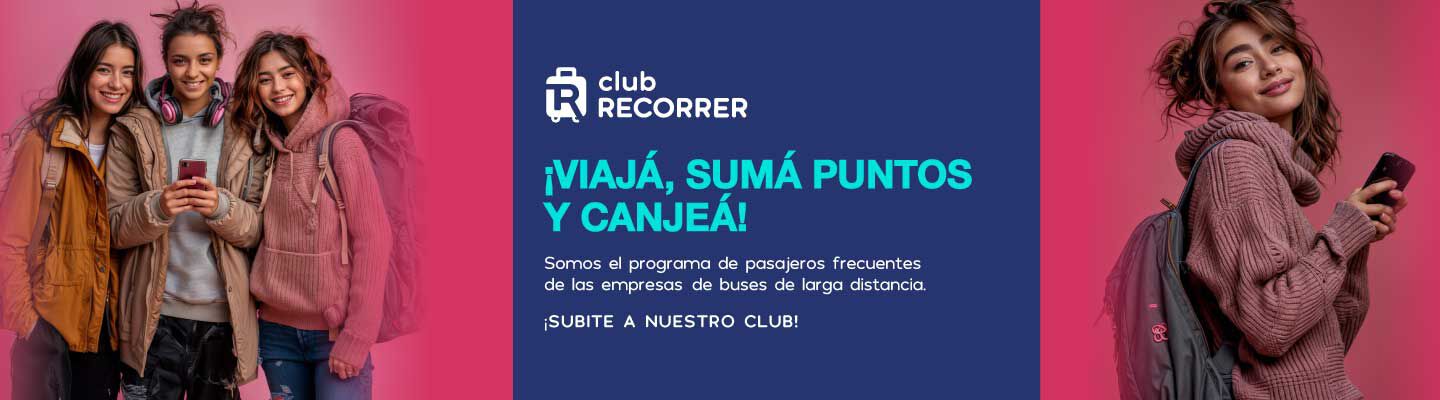 club
RECORRER
¡VIAJÁ, SUMÁ PUNTOS
Y CANJEÁ!
Somos el programa de pasajeros frecuentes
de las empresas de buses de larga distancia.
¡SUBITE A NUESTRO CLUB!